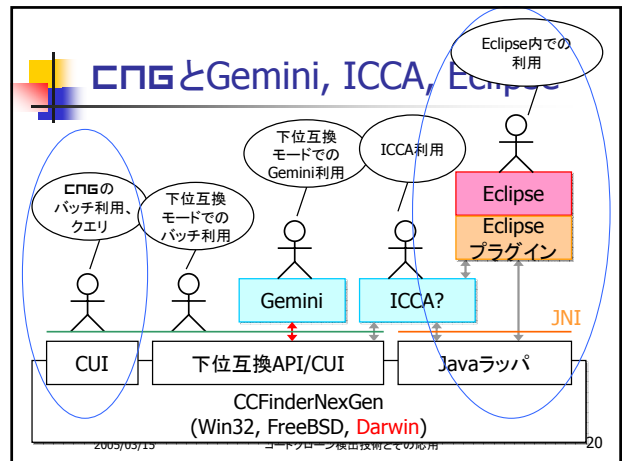 CNGとGemini, ICCA, Eclipse
Eclipse内での
利用
下位互換
モードでの
Gemini利用
ICCA利用
CNGの
バッチ利用、
クエリ
下位互換
モードでの
バッチ利用
Eclipse
Eclipse
プラグイン
Gemini
ICCA?
JNI
CUI
下位互換API/CUI
Javaラッパ
CCFinderNexGen
(Win32, FreeBSD, Darwin)
2005/03/15
コードクローン検出技術とその応用
20